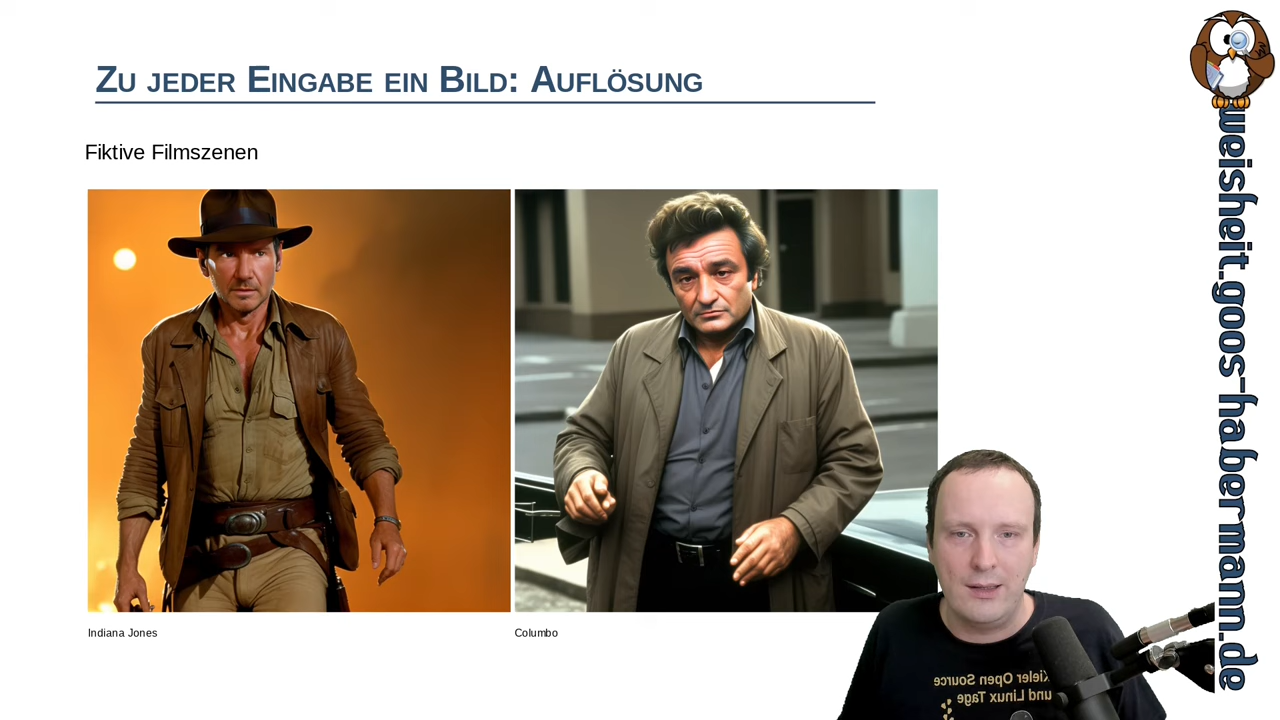 Zu jeder Eingabe ein Bild: Auflösung
Fiktive Filmszenen
Indiana Jones
Columbo
Kieler Open Source
und Linux Tage
weisheit.goos-habermann.de